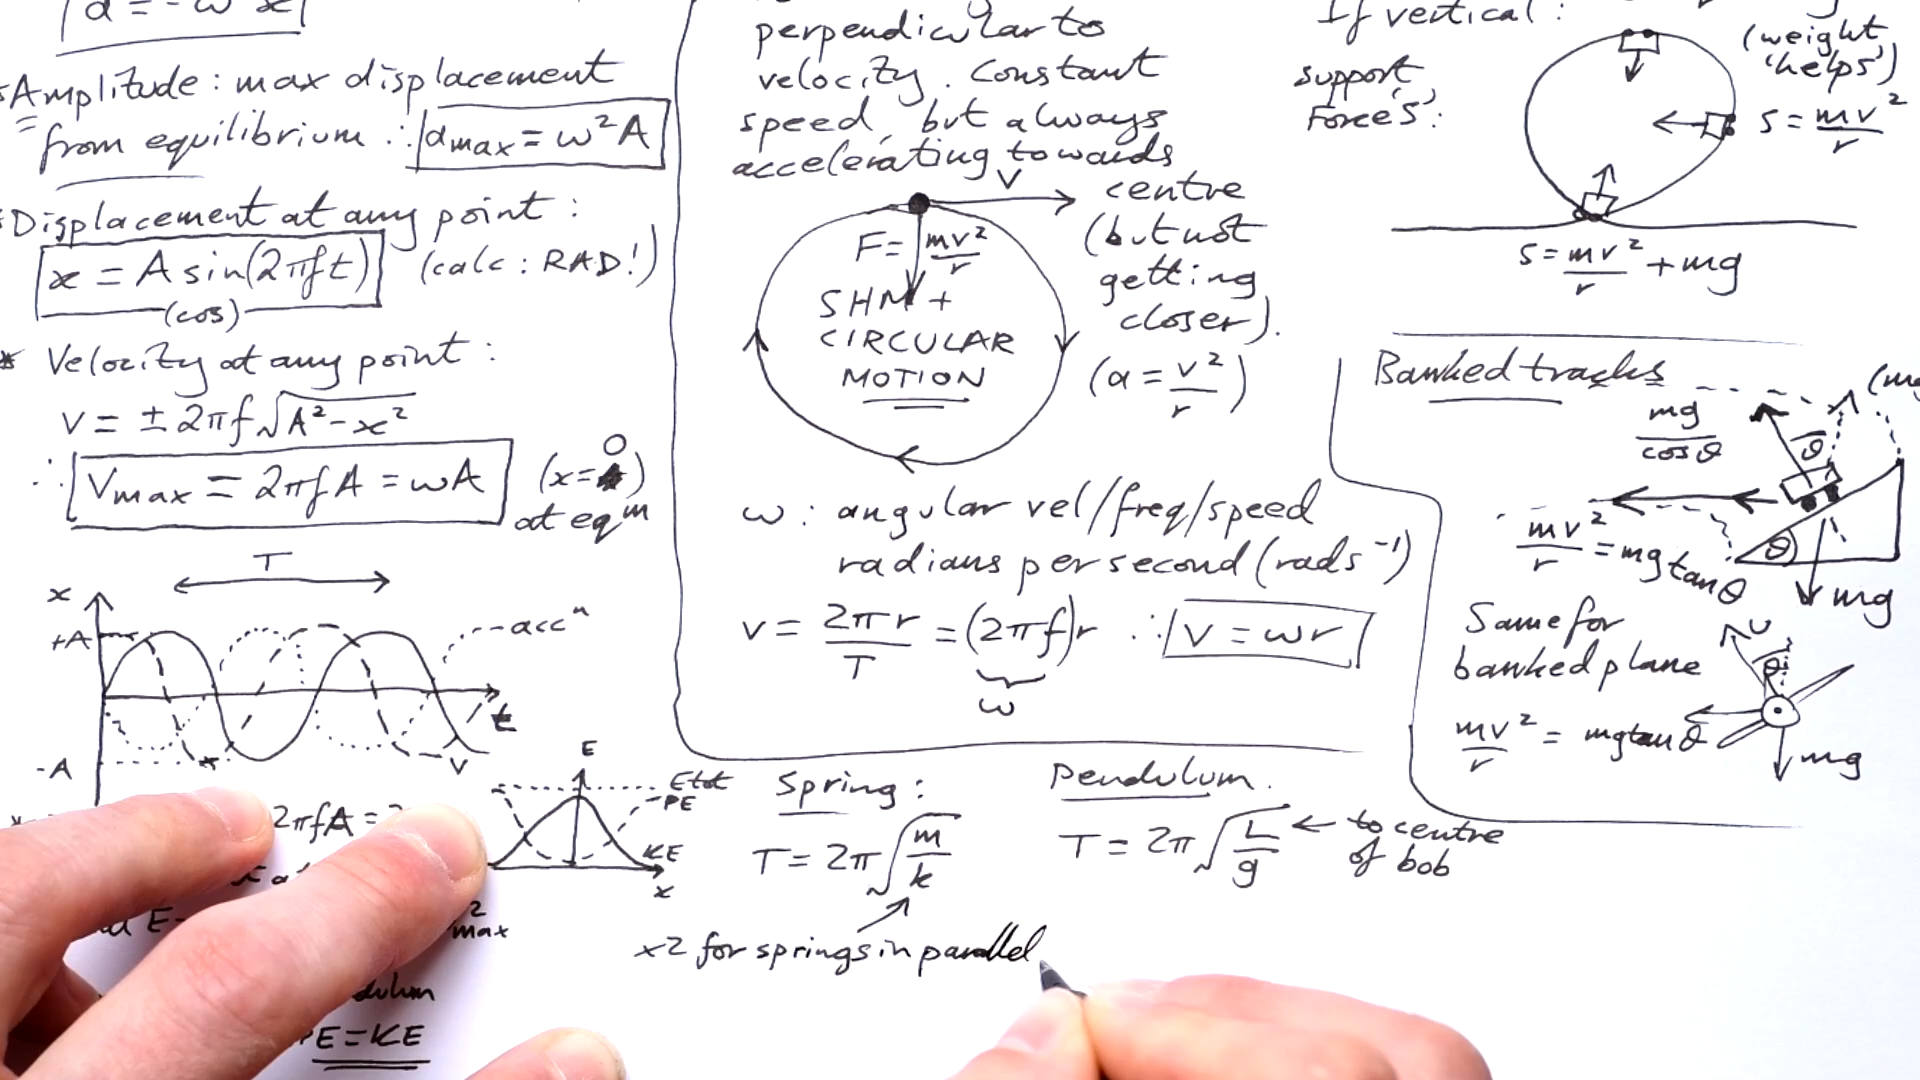 a = -ω²x
*Amplitude: max displacement
from equilibrium ∴ amax = ω²A
*Displacement at any point:
x = A sin(2πft) (calc: RAD!)
(cos)
* Velocity at any point:
v = ± 2πf√A²-x²
∴ Vmax = 2πfA = ωA (x=0)
at eqᵐ
T
x
+A
accⁿ
t
-A
v
2πfA =
max
PE=KE
E
Etot
PE
KE
x
perpendicular to
velocity. Constant
speed, but always
accelerating towards
centre
(but not
getting
closer).
(a = v²/r)
V
F = mv²/r
SHM +
CIRCULAR
MOTION
ω: angular vel/freq/speed
radians per second (rads⁻¹)
v = 2πr/T = (2πf)r ∴ V = ωr
ω
Spring:
T = 2π√m/k
x2 for springs in parallel
Pendulum.
T = 2π√L/g ← to centre
of bob
If vertical:
(weight
'helps')
support
Force 'S':
S = mv²/r
S = mv²/r + mg
Banked tracks
mg/cosθ
θ
mv²/r = mg tanθ
θ
mg
Same for
banked plane
θ
mv²/r = mgtanθ
mg